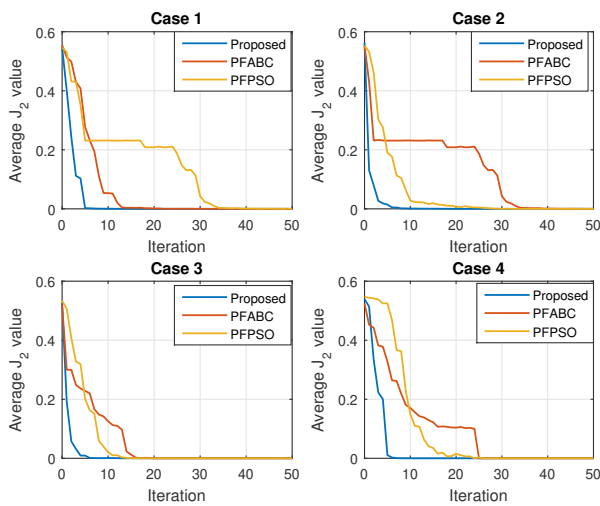 Case 1
0.6
0.4
0.2
0
Average J2 value
Proposed
PFABC
PFPSO
0 10 20 30 40 50
Iteration
Case 2
0.6
0.4
0.2
0
Average J2 value
Proposed
PFABC
PFPSO
0 10 20 30 40 50
Iteration
Case 3
0.6
0.4
0.2
0
Average J2 value
Proposed
PFABC
PFPSO
0 10 20 30 40 50
Iteration
Case 4
0.6
0.4
0.2
0
Average J2 value
Proposed
PFABC
PFPSO
0 10 20 30 40 50
Iteration